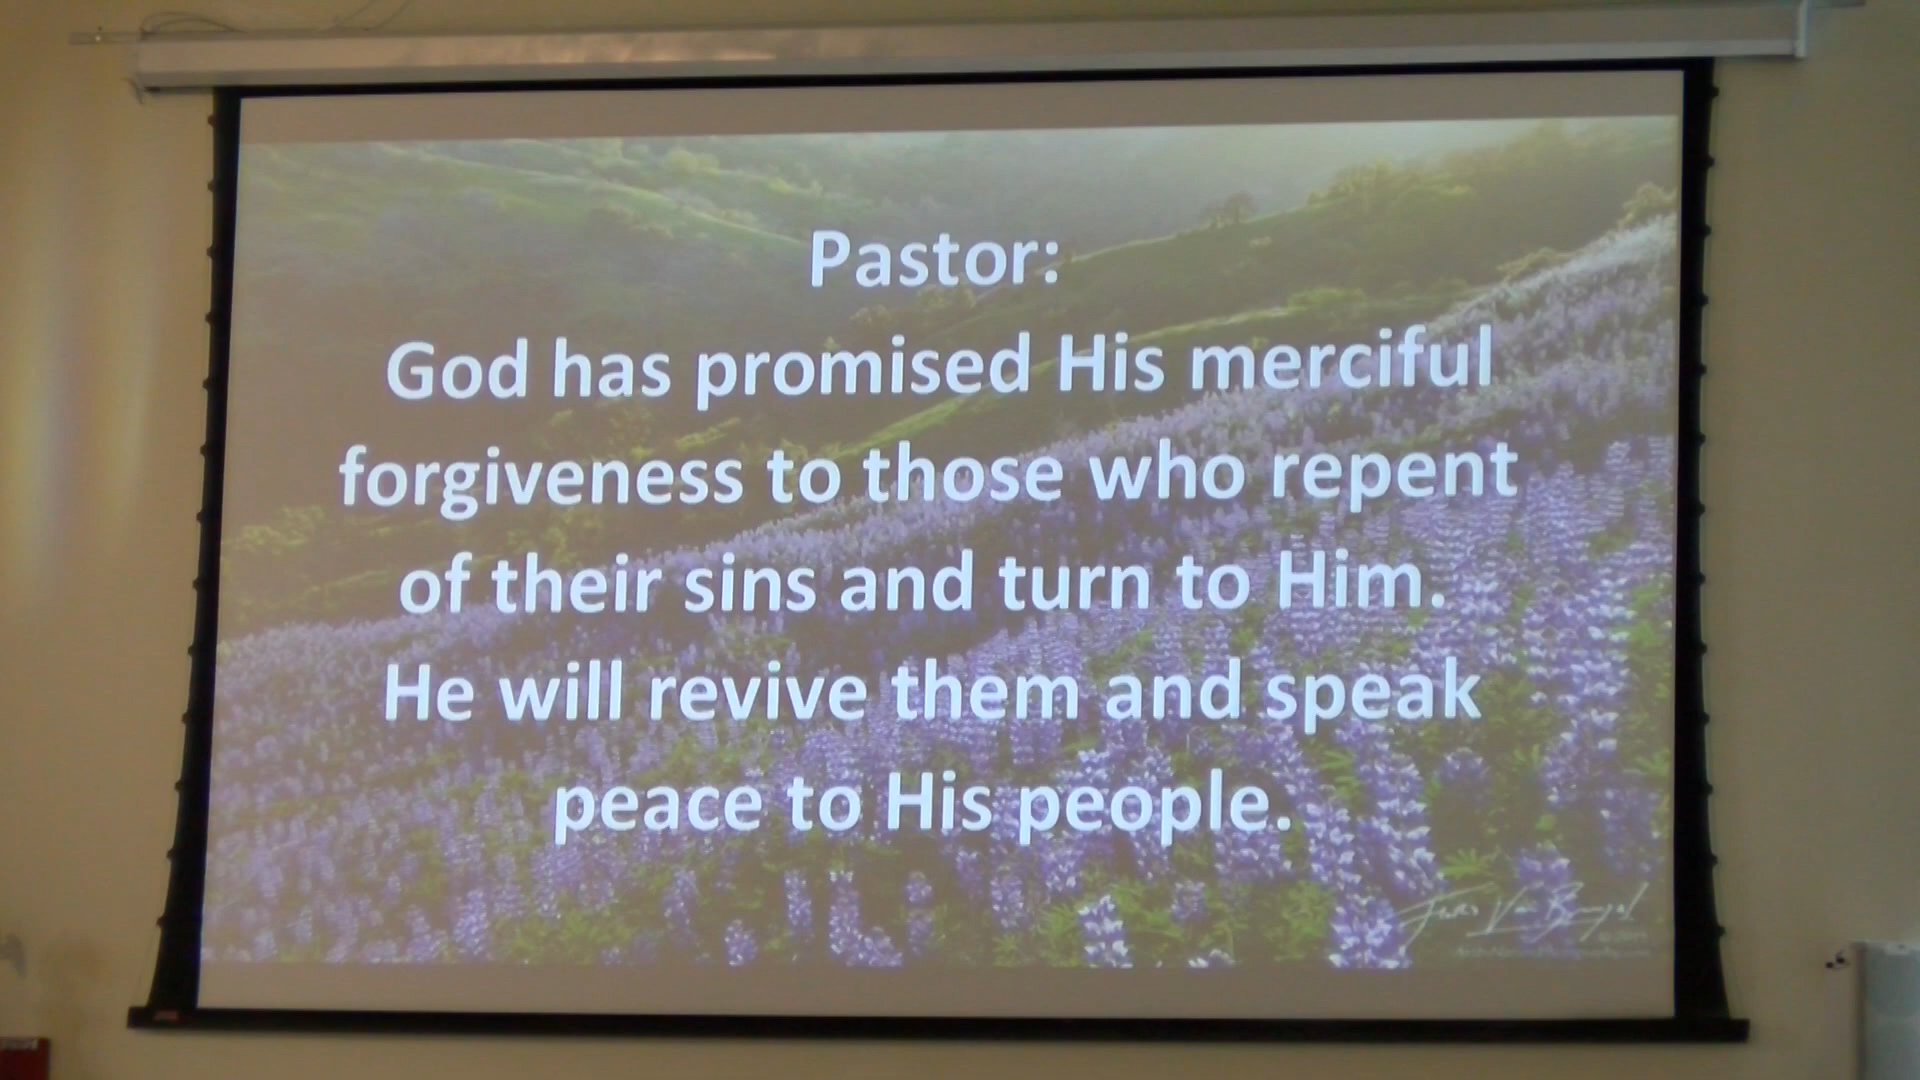 Pastor:
God has promised His merciful
forgiveness to those who repent
of their sins and turn to Him.
He will revive them and speak
peace to His people.